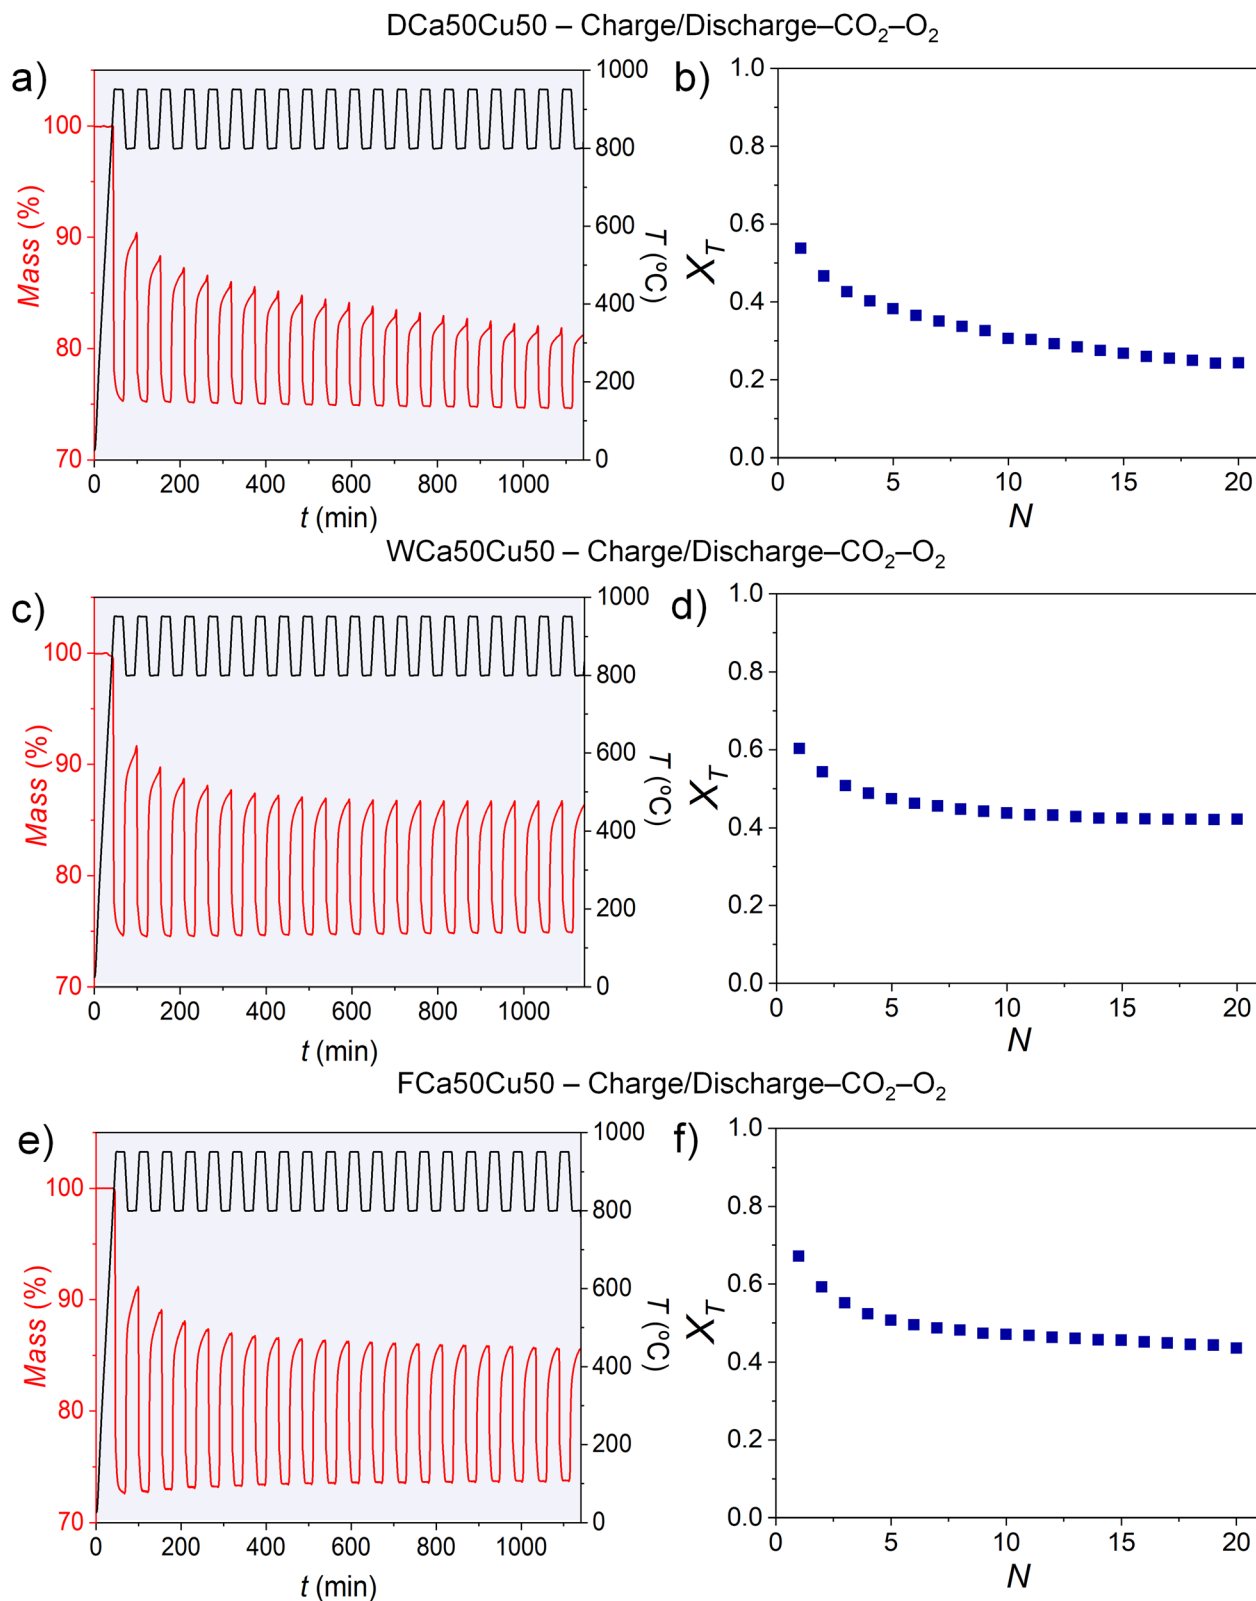 DCa50Cu50 – Charge/Discharge–CO₂–O₂
a)
Mass (%)
100
90
80
70
1000
800
600
400
200
0
T (ºC)
0 200 400 600 800 1000
t (min)
b)
X_T
1.0
0.8
0.6
0.4
0.2
0.0
0 5 10 15 20
N
WCa50Cu50 – Charge/Discharge–CO₂–O₂
c)
Mass (%)
100
90
80
70
1000
800
600
400
200
0
T (ºC)
0 200 400 600 800 1000
t (min)
d)
X_T
1.0
0.8
0.6
0.4
0.2
0.0
0 5 10 15 20
N
FCa50Cu50 – Charge/Discharge–CO₂–O₂
e)
Mass (%)
100
90
80
70
1000
800
600
400
200
0
T (ºC)
0 200 400 600 800 1000
t (min)
f)
X_T
1.0
0.8
0.6
0.4
0.2
0.0
0 5 10 15 20
N